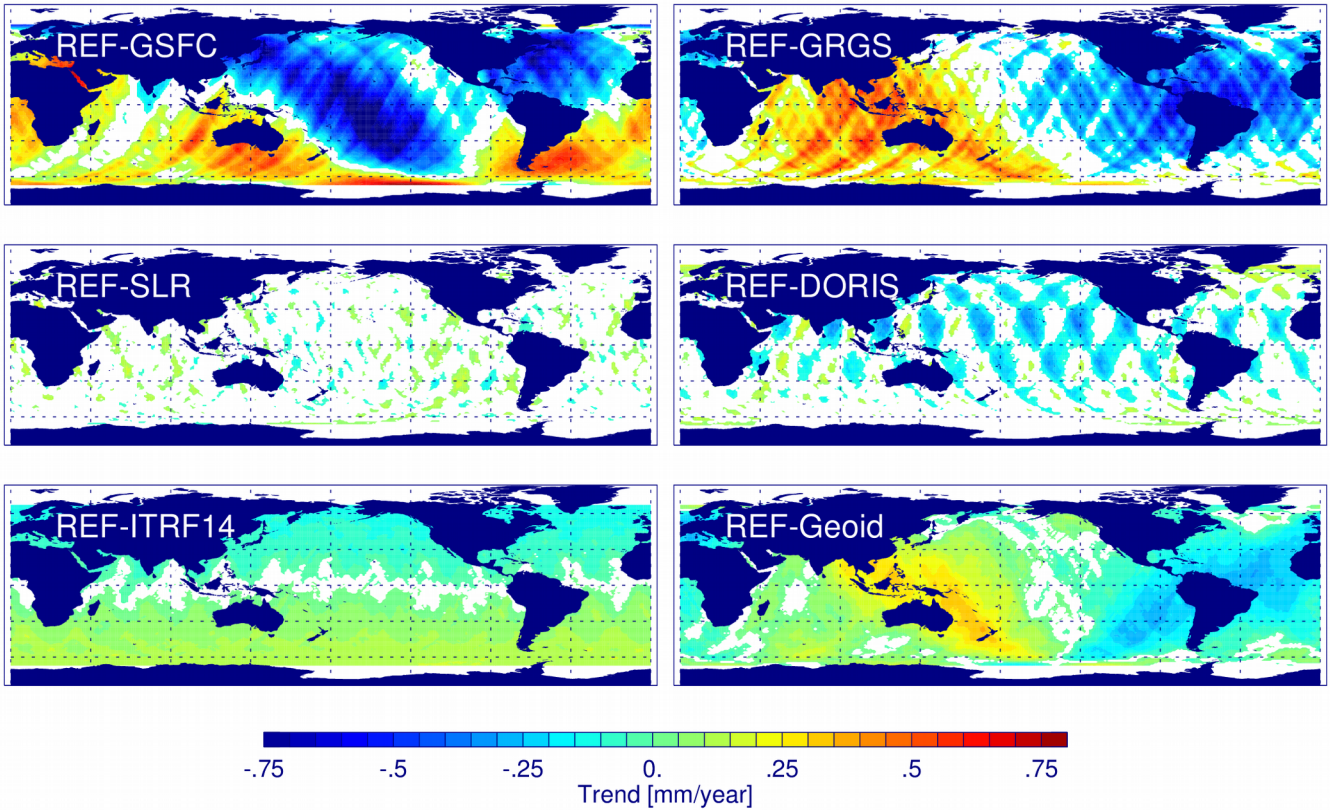 REF-GSFC
REF-GRGS
REF-SLR
REF-DORIS
REF-ITRF14
REF-Geoid
-.75 -.5 -.25 0. .25 .5 .75
Trend [mm/year]